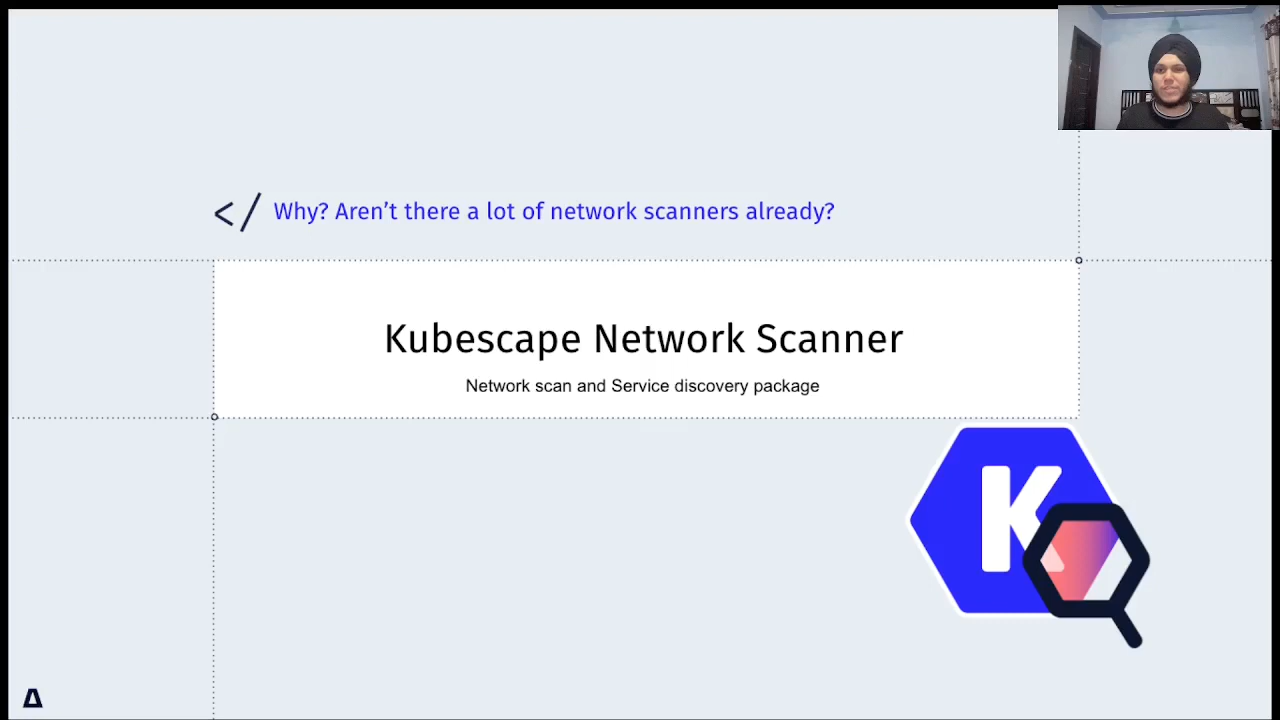 </ Why? Aren’t there a lot of network scanners already?
Kubescape Network Scanner
Network scan and Service discovery package
K